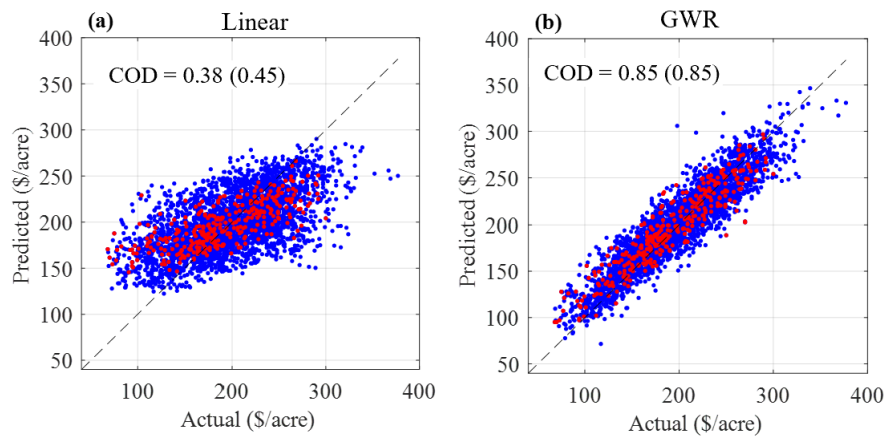 (a)
Linear
COD = 0.38 (0.45)
400
350
300
250
200
150
100
50
Predicted ($/acre)
100
200
300
400
Actual ($/acre)
(b)
GWR
COD = 0.85 (0.85)
400
350
300
250
200
150
100
50
Predicted ($/acre)
100
200
300
400
Actual ($/acre)